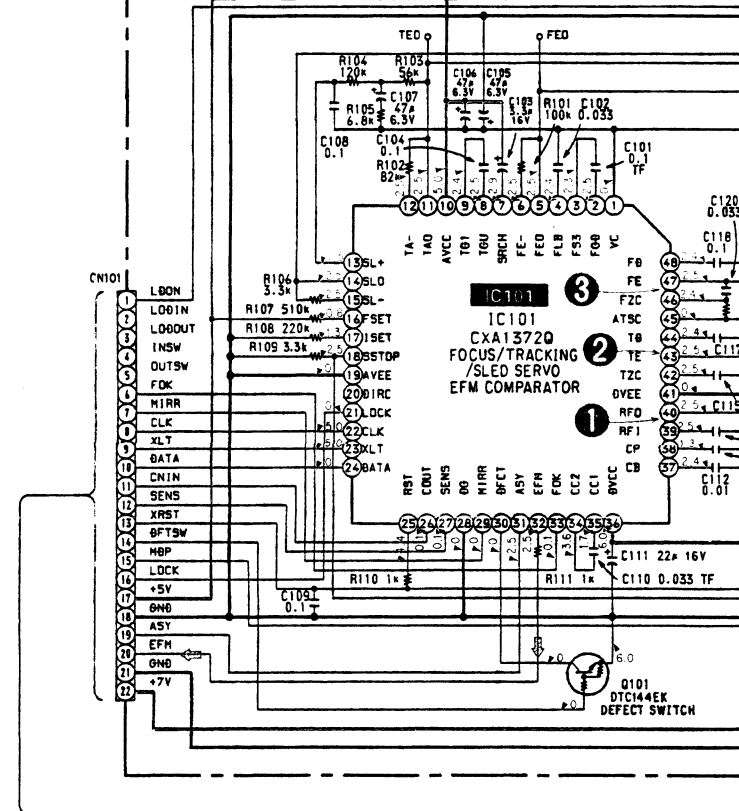 TEO
FEO
R104
120k
R103
56k
C106
47µ
6.3V
C105
47µ
6.3V
C107
47µ
6.3V
R105
6.8k
C103
3.3µ
16V
R101
100k
C102
0.033
C108
0.1
C104
0.1
R102
82k
C101
0.1
TF
C120
0.033
C118
0.1
12 11 10 9 8 7 6 5 4 3 2 1
TA- TAO AVCC TG1 TGU SRCH FE- FEO FLB FS3 FGD VC
13 SL+
14 SLO
15 SL-
16 FSET
17 ISET
18 SSTOP
19 AVEE
20 DIRC
21 LOCK
22 CLK
23 XLT
24 DATA
R106
3.3k
R107 510k
R108 220k
R109 3.3k
FD 48
FE 47
FZC 46
ATSC 45
TG 44
TE 43
TZC 42
DVEE 41
RFO 40
RFI 39
CP 38
CB 37
3
2
1
IC101
IC101
CXA1372Q
FOCUS/TRACKING
/SLED SERVO
EFM COMPARATOR
C117
C115
C112
0.01
RST COUT SENS DG MIRR DFCT ASY EFM FOK CC2 CC1 DVCC
25 26 27 28 29 30 31 32 33 34 35 36
R110 1k
R111 1k
C111 22µ 16V
C110 0.033 TF
C109
0.1
CN101
1 LDON
2 LODIN
3 LODOUT
4 INSW
5 OUTSW
6 FOK
7 MIRR
8 CLK
9 XLT
10 DATA
11 CNIN
12 SENS
13 XRST
14 DFTSW
15 MDP
16 LOCK
17 +5V
18 GND
19 ASY
20 EFM
21 GND
22 +7V
0
6.0
0
Q101
DTC144EK
DEFECT SWITCH